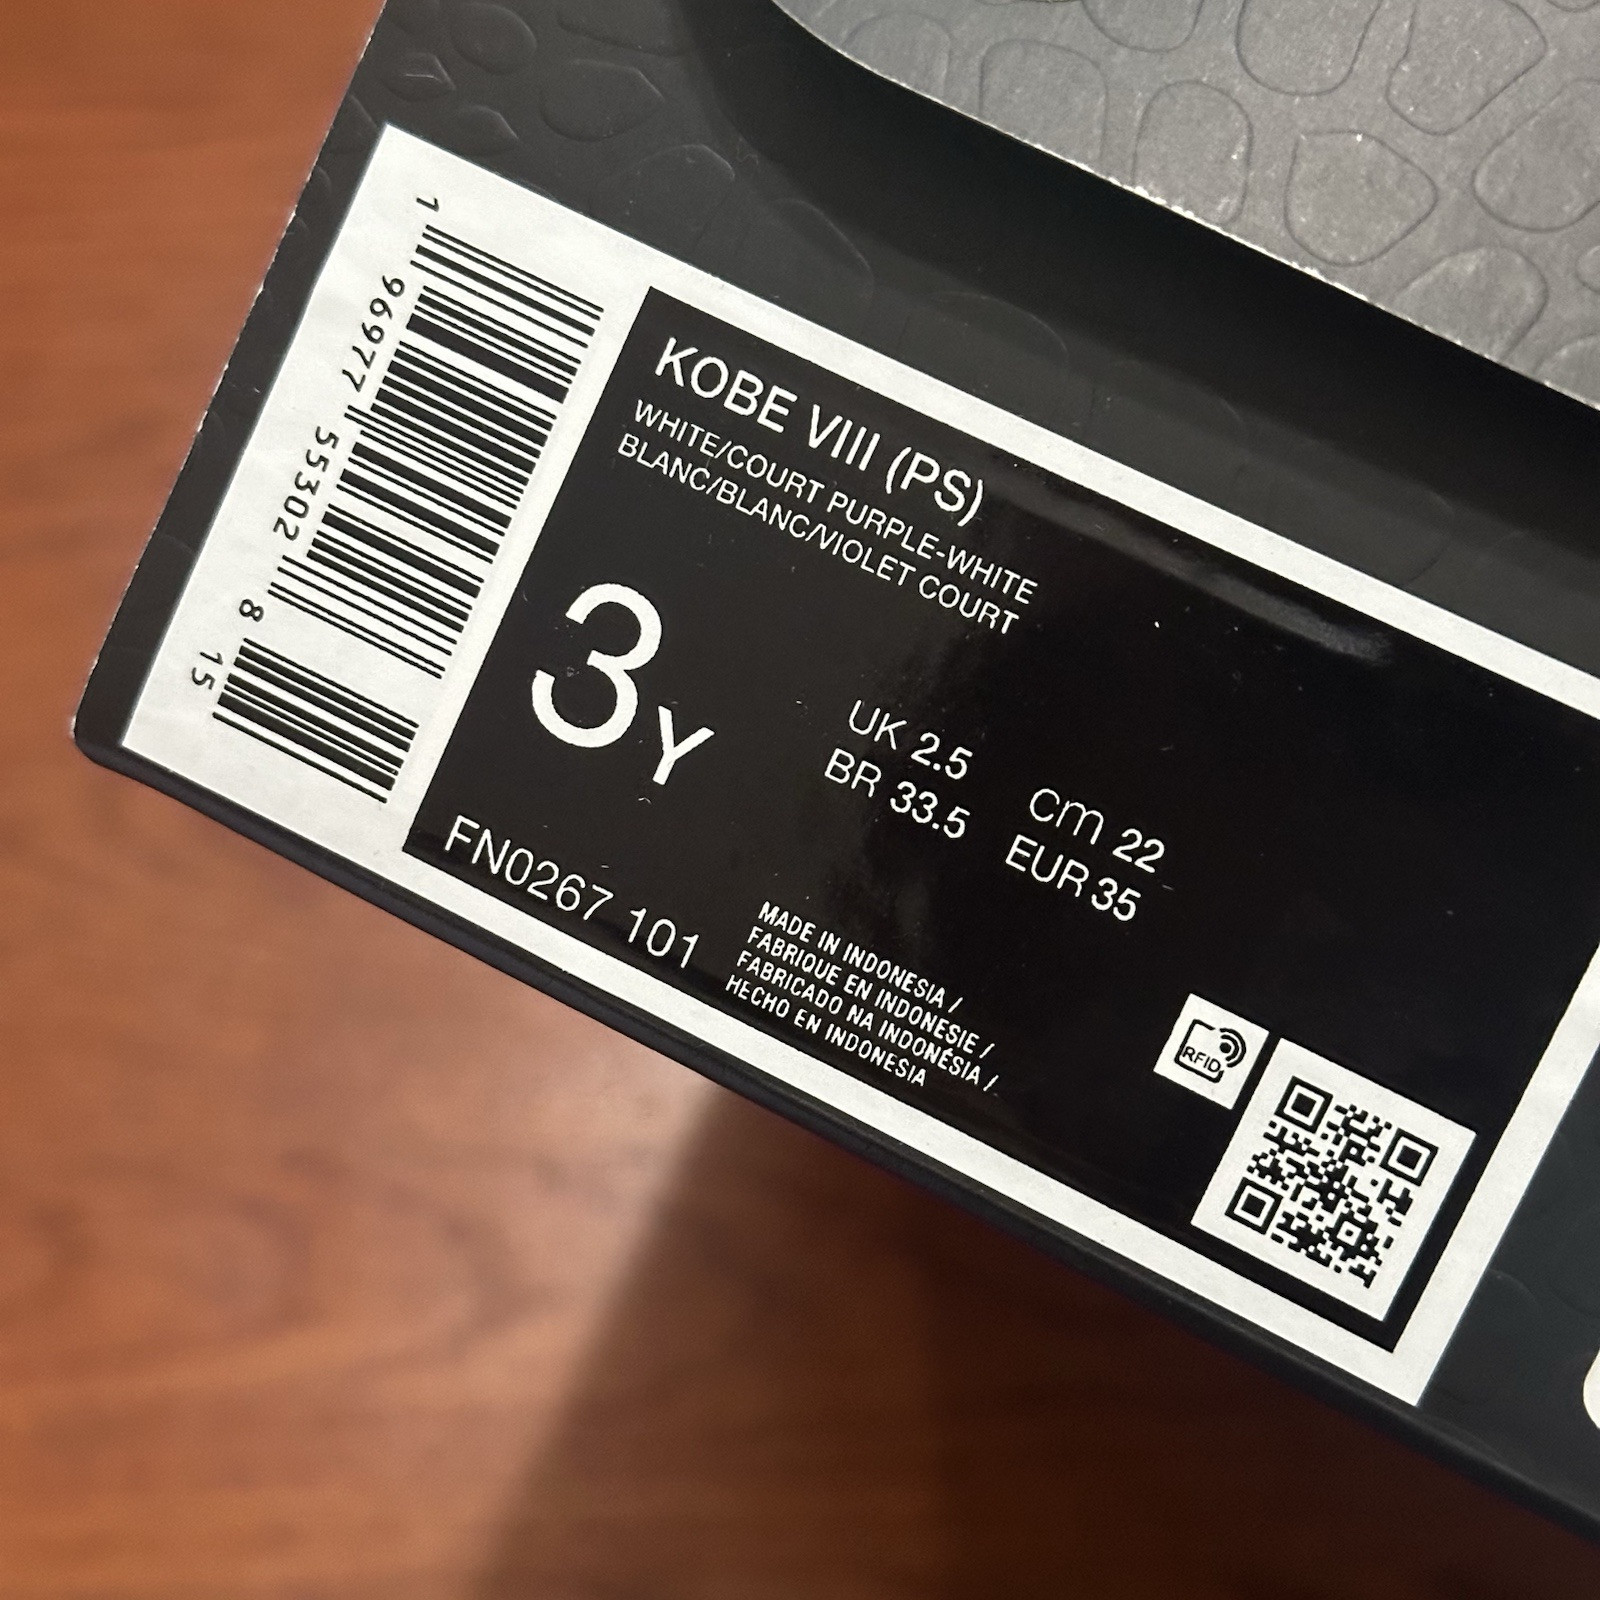 1 96977 55302 8 15
KOBE VIII (PS)
WHITE/COURT PURPLE-WHITE
BLANC/BLANC/VIOLET COURT
3Y
UK 2.5
CM 22
BR 33.5
EUR 35
FN0267 101
MADE IN INDONESIA /
FABRIQUE EN INDONESIE /
FABRICADO NA INDONÉSIA /
HECHO EN INDONESIA
RFID